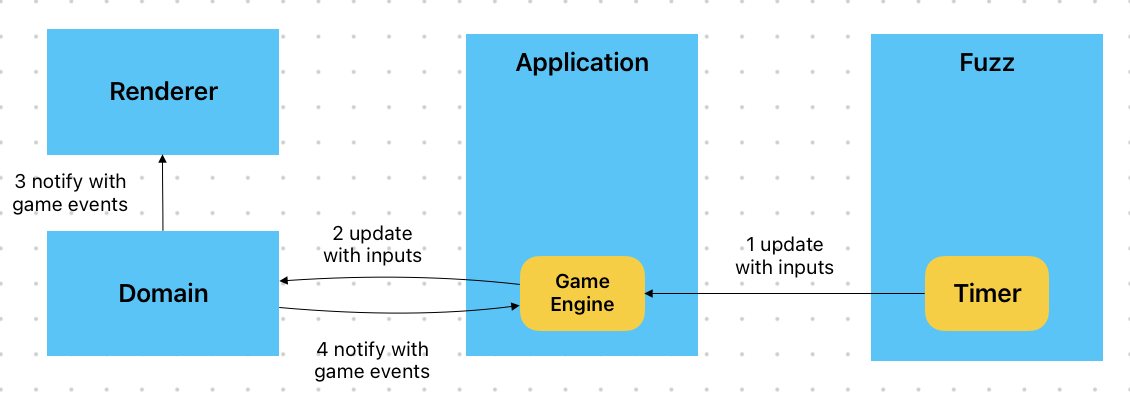 Renderer
Application
Fuzz
3 notify with
game events
2 update
with inputs
1 update
with inputs
Domain
Game
Engine
Timer
4 notify with
game events